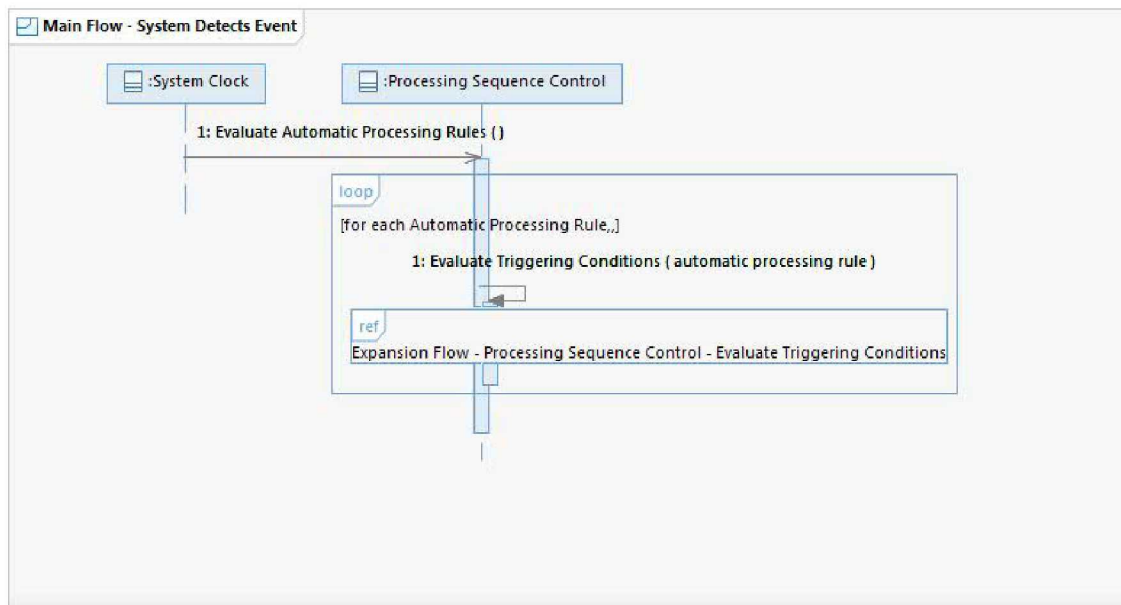 Main Flow - System Detects Event
:System Clock
:Processing Sequence Control
1: Evaluate Automatic Processing Rules ( )
loop
[for each Automatic Processing Rule,,]
1: Evaluate Triggering Conditions ( automatic processing rule )
ref
Expansion Flow - Processing Sequence Control - Evaluate Triggering Conditions